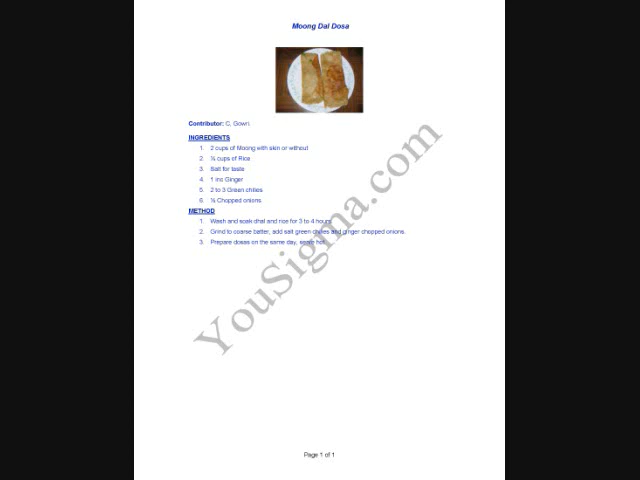 Moong Dal Dosa
Contributor: C, Gowri
INGREDIENTS
1. 2 cups of Moong with skin or without
2. ¼ cups of Rice
3. Salt for taste
4. 1 inc Ginger
5. 2 to 3 Green chilies
6. Chopped onions.
METHOD
1. Wash and soak dhal and rice for 3 to 4 hours.
2. Grind to coarse batter, add salt green chilies and ginger chopped onions.
3. Prepare dosas on the same day, serve hot.
YouSigma.com
Page 1 of 1